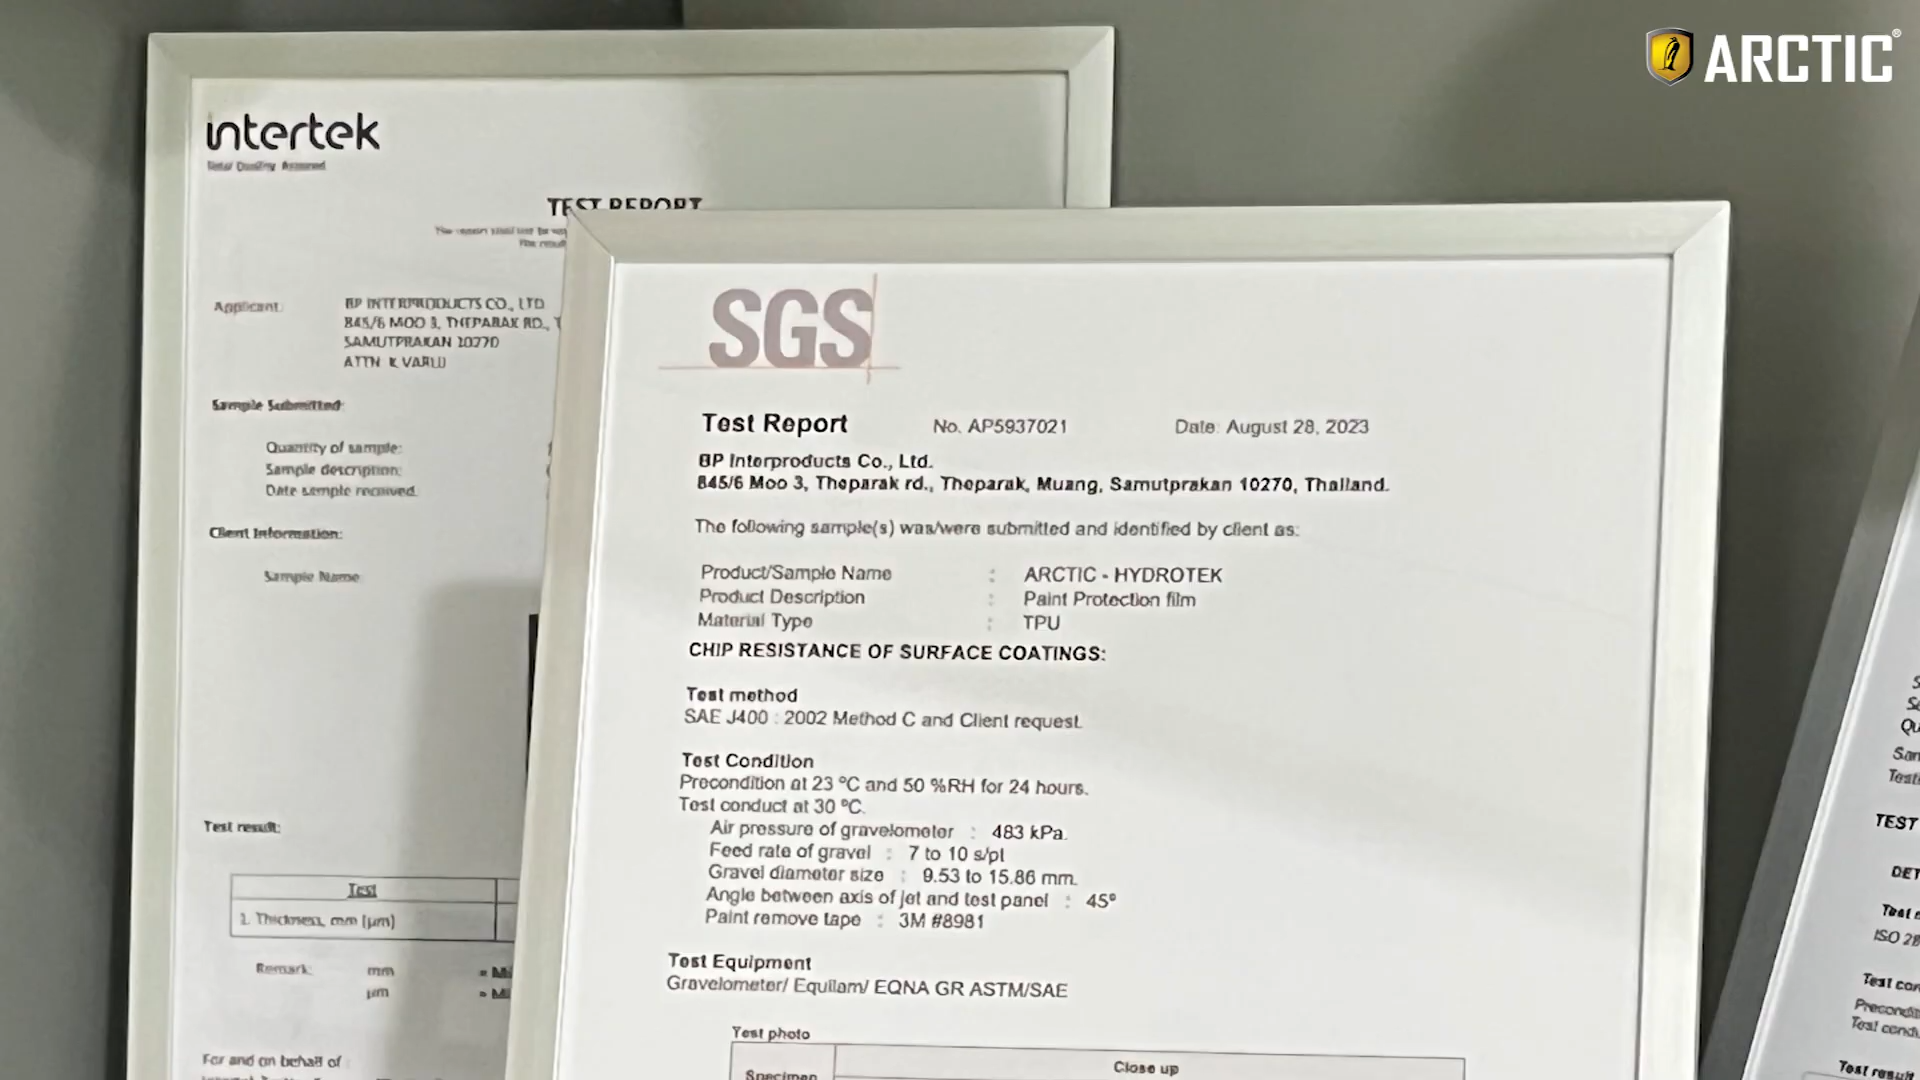 ARCTIC®
intertek
Total Quality Assured
TEST REPORT
Applicant:
BP INTERPRODUCTS CO., LTD.
845/6 MOO 3, THEPARAK RD.,
SAMUTPRAKAN 10270
ATTN
Sample Submitted:
Quantity of sample:
Sample description:
Date sample received:
Client Information:
Sample Name
Test result:
Test
1. Thickness, mm (µm)
Remark:
mm
µm
For and on behalf of
SGS
Test Report No. AP5937021 Date: August 28, 2023
BP Interproducts Co., Ltd.
845/6 Moo 3, Theparak rd., Theparak, Muang, Samutprakan 10270, Thailand.
The following sample(s) was/were submitted and identified by client as:
Product/Sample Name : ARCTIC - HYDROTEK
Product Description : Paint Protection film
Material Type : TPU
CHIP RESISTANCE OF SURFACE COATINGS:
Test method
SAE J400 : 2002 Method C and Client request.
Test Condition
Precondition at 23 ºC and 50 %RH for 24 hours.
Test conduct at 30 ºC.
Air pressure of gravelometer : 483 kPa.
Feed rate of gravel : 7 to 10 s/pt
Gravel diameter size : 9.53 to 15.86 mm.
Angle between axis of jet and test panel : 45º
Paint remove tape : 3M #8981
Test Equipment
Gravelometer/ Equilam/ EQNA GR ASTM/SAE
Test photo
Specimen
Close up
TEST
Test result